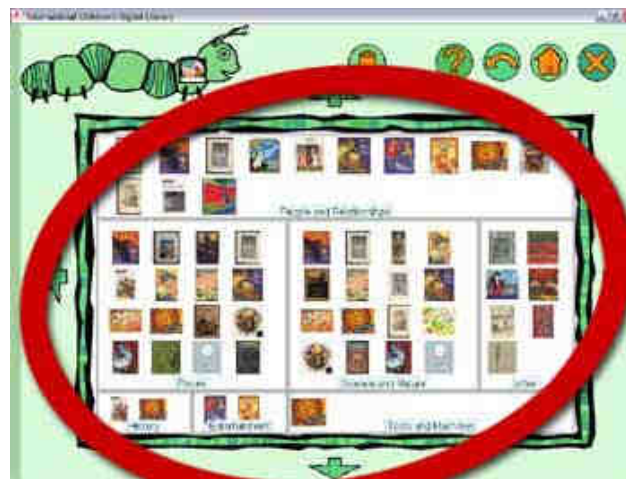 International Children's Digital Library
?
People and Relationships
Places
Science and Nature
Other
History
Entertainment
Tools and Machines